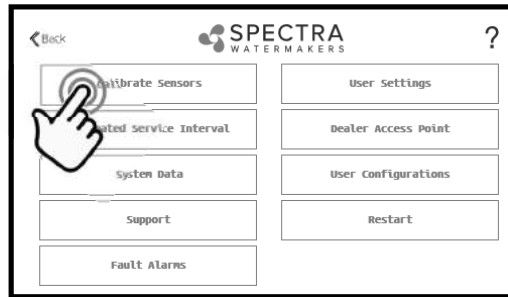 Back
SPECTRA
WATERMAKERS
?
Calibrate Sensors
User Settings
Service Interval
Dealer Access Point
System Data
User Configurations
Support
Restart
Fault Alarms